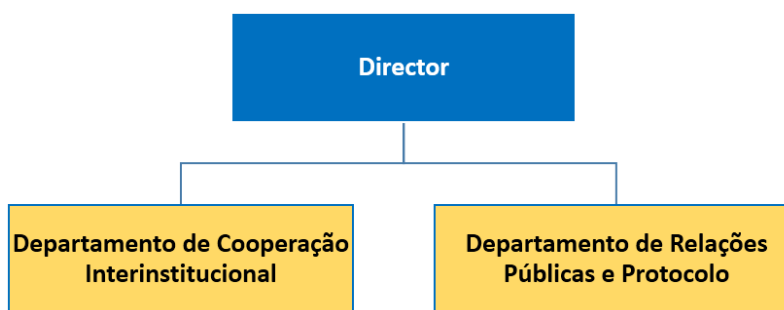 Director
Departamento de Cooperação
Interinstitucional
Departamento de Relações
Públicas e Protocolo